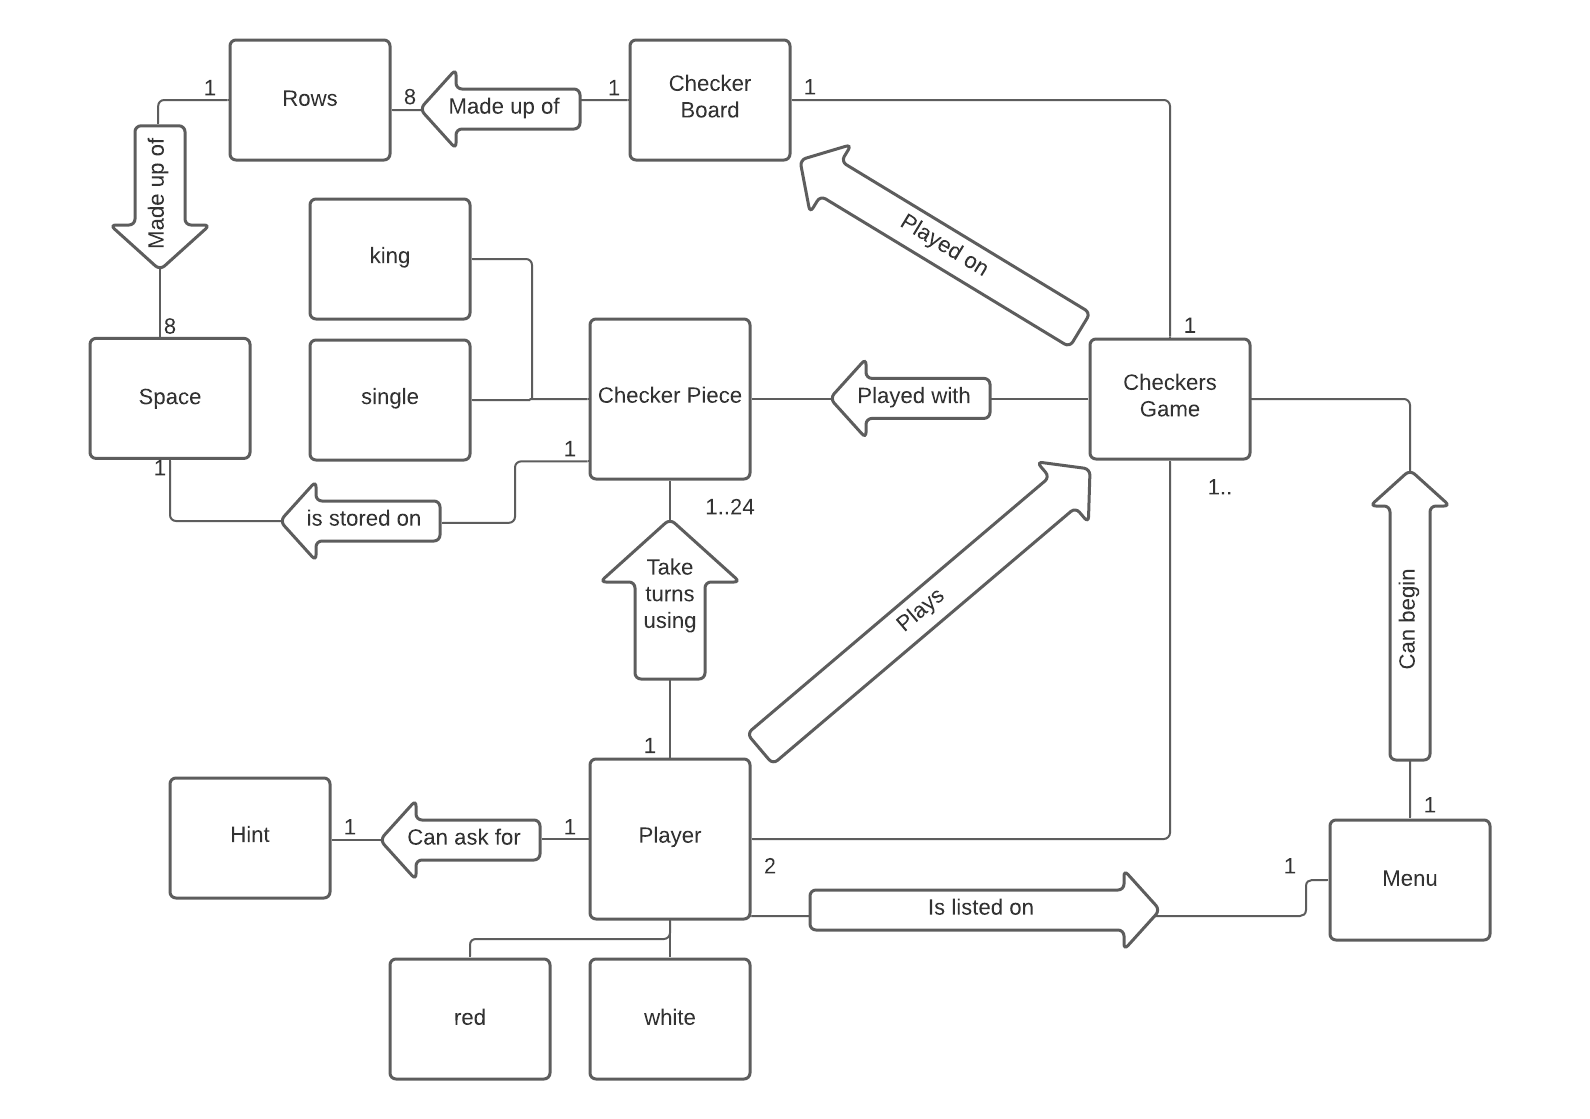 1
Rows
8
Made up of
1
Checker
Board
1
Made up of
Played on
king
8
1
Space
single
Checker Piece
Played with
Checkers
Game
1
1
is stored on
1..24
1..
Take
turns
using
Plays
Can begin
1
Hint
1
Can ask for
1
Player
2
1
1
Menu
Is listed on
red
white